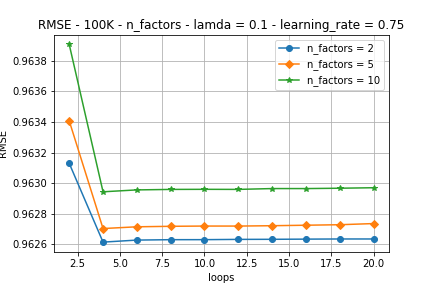 RMSE - 100K - n_factors - lamda = 0.1 - learning_rate = 0.75
n_factors = 2
n_factors = 5
n_factors = 10
0.9638
0.9636
0.9634
0.9632
0.9630
0.9628
0.9626
RMSE
2.5 5.0 7.5 10.0 12.5 15.0 17.5 20.0
loops